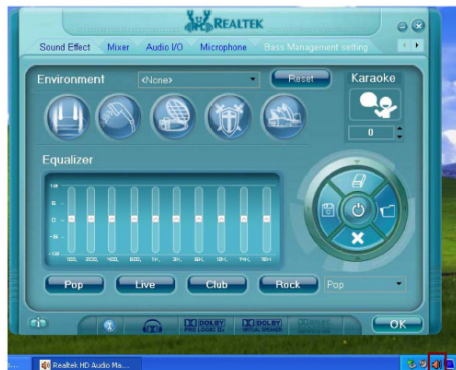 REALTEK
Sound Effect Mixer Audio I/O Microphone Bass Management setting
Environment <None> Reset Karaoke
0
Equalizer
Pop Live Club Rock Pop
DOLBY DOLBY
PRO LOGIC IIx VIRTUAL SPEAKER
OK
Realtek HD Audio Ma...